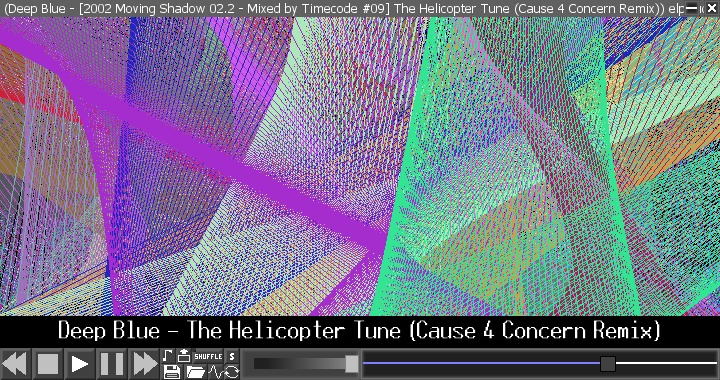 (Deep Blue - [2002 Moving Shadow 02.2 - Mixed by Timecode #09] The Helicopter Tune (Cause 4 Concern Remix))
Deep Blue - The Helicopter Tune (Cause 4 Concern Remix)
SHUFFLE S